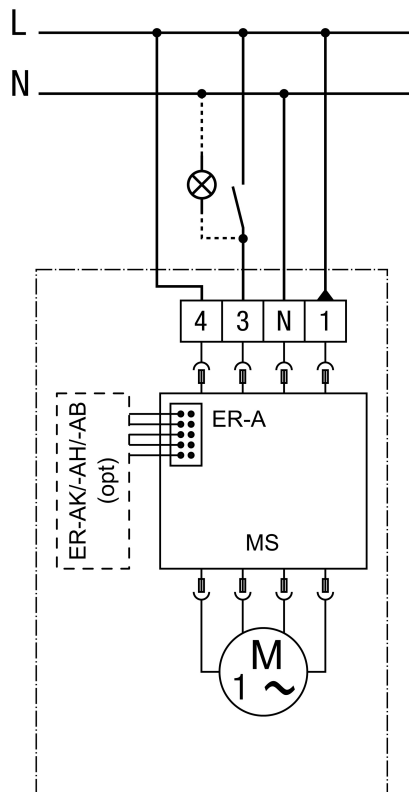 L
N
4 3 N 1
ER-A
ER-AK/-AH/-AB
(opt)
MS
M
1 ~